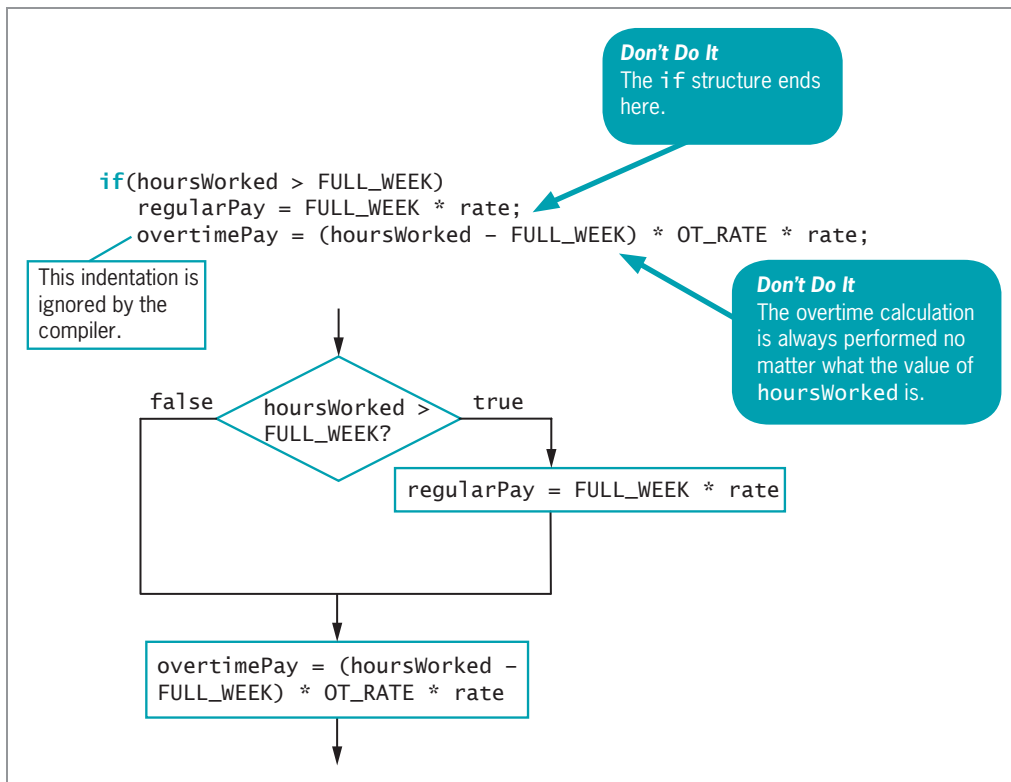 Don't Do It
The if structure ends
here.
if(hoursWorked > FULL_WEEK)
regularPay = FULL_WEEK * rate;
overtimePay = (hoursWorked – FULL_WEEK) * OT_RATE * rate;
This indentation is
ignored by the
compiler.
Don't Do It
The overtime calculation
is always performed no
matter what the value of
hoursWorked is.
false
hoursWorked >
FULL_WEEK?
true
regularPay = FULL_WEEK * rate
overtimePay = (hoursWorked –
FULL_WEEK) * OT_RATE * rate